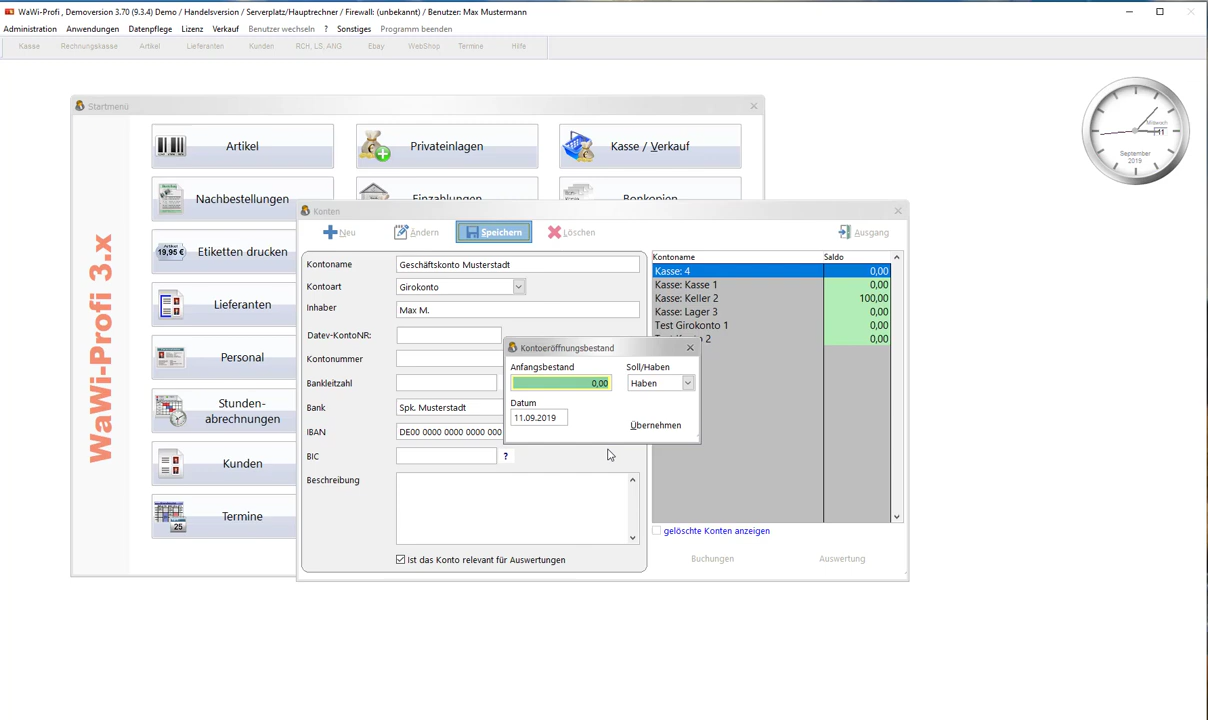 WaWi-Profi , Demoversion 3.70 (9.3.4) Demo / Handelsversion / Serverplatz/Hauptrechner / Firewall: (unbekannt) / Benutzer: Max Mustermann
Administration Anwendungen Datenpflege Lizenz Verkauf Benutzer wechseln ? Sonstiges Programm beenden
Kasse Rechnungskasse Artikel Lieferanten Kunden RCH, LS, ANG Ebay WebShop Termine Hilfe
Mittwoch
11
September
2019
Startmenü
WaWi-Profi 3.x
Artikel Privateinlagen Kasse / Verkauf
Nachbestellungen Einzahlungen Bonkopien
19,95 € Etiketten drucken
Lieferanten
Personal
Stunden-
abrechnungen
Kunden
25 Termine
Konten
Neu Ändern Speichern Löschen Ausgang
Kontoname Geschäftskonto Musterstadt
Kontoart Girokonto
Inhaber Max M.
Datev-KontoNR:
Kontonummer
Bankleitzahl
Bank Spk. Musterstadt
IBAN DE00 0000 0000 0000 000
BIC ?
Beschreibung
Ist das Konto relevant für Auswertungen
Kontoname Saldo
Kasse: 4 0,00
Kasse: Kasse 1 0,00
Kasse: Keller 2 100,00
Kasse: Lager 3 0,00
Test Girokonto 1 0,00
2 0,00
gelöschte Konten anzeigen
Buchungen Auswertung
Kontoeröffnungsbestand
Anfangsbestand Soll/Haben
0,00 Haben
Datum
11.09.2019
Übernehmen